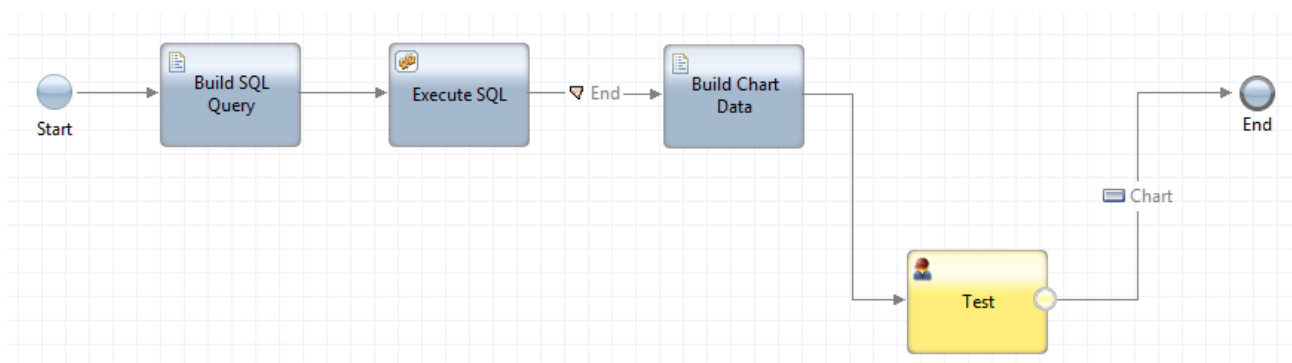 Start
Build SQL
Query
Execute SQL
End
Build Chart
Data
Test
Chart
End